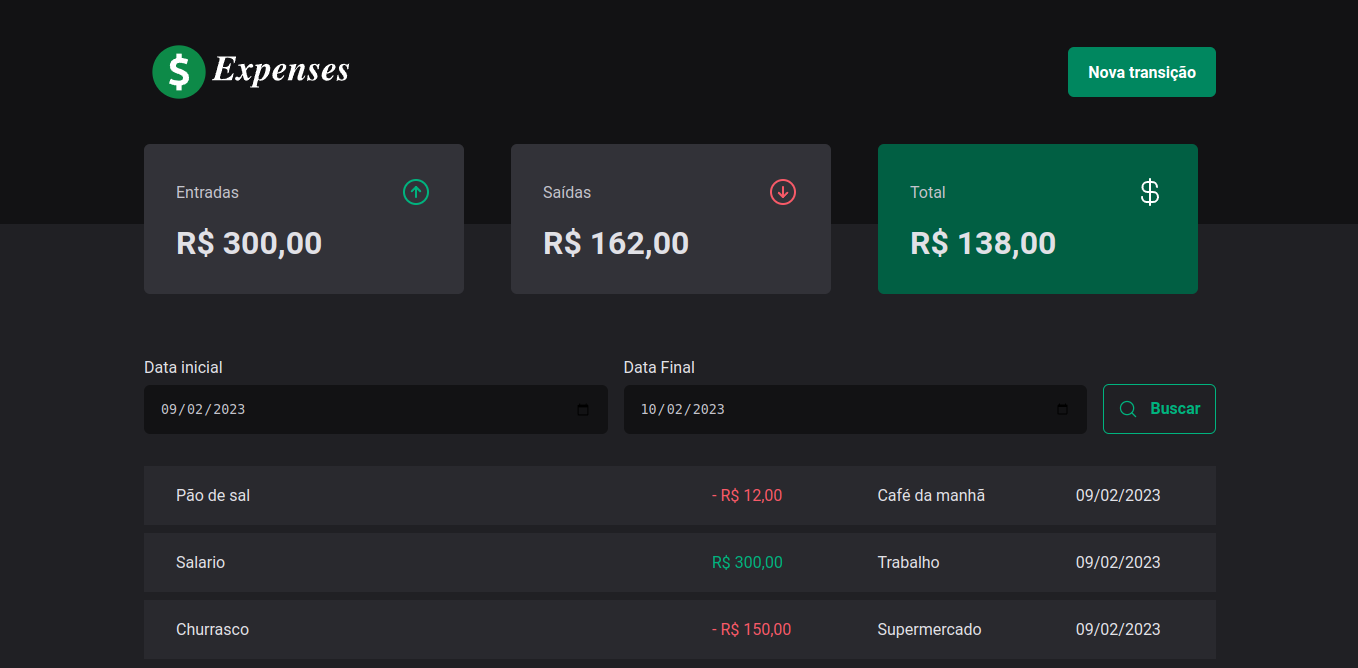 $ Expenses
Nova transição
Entradas
R$ 300,00
Saídas
R$ 162,00
Total
$
R$ 138,00
Data inicial
Data Final
09/02/2023
10/02/2023
Buscar
Pão de sal - R$ 12,00 Café da manhã 09/02/2023
Salario R$ 300,00 Trabalho 09/02/2023
Churrasco - R$ 150,00 Supermercado 09/02/2023